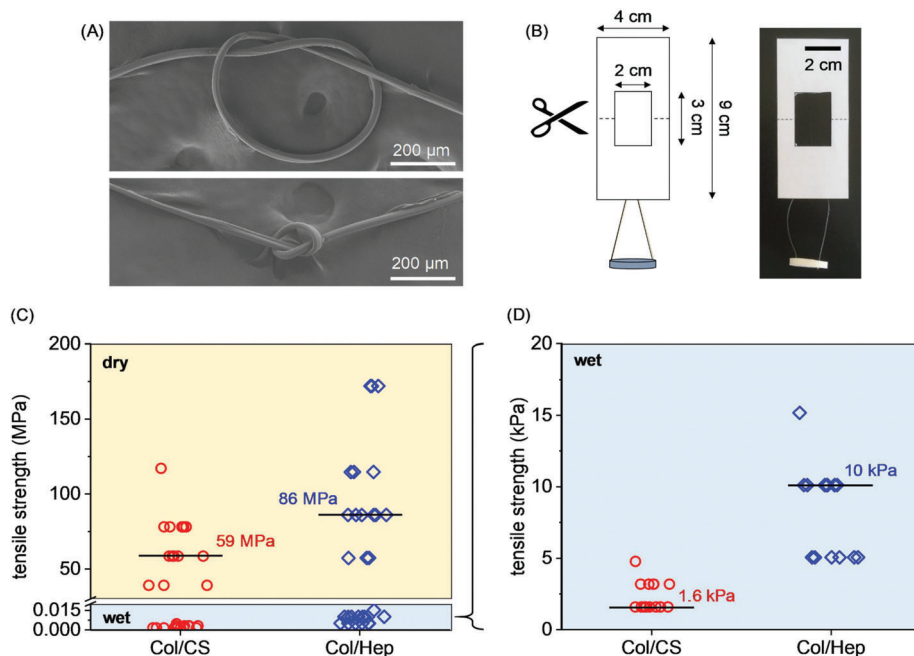 (A)
200 µm
200 µm
(B)
4 cm
2 cm
3 cm
9 cm
2 cm
(C)
200
150
100
50
0.015
0.000
tensile strength (MPa)
dry
59 MPa
86 MPa
wet
Col/CS
Col/Hep
(D)
20
15
10
5
0
tensile strength (kPa)
wet
1.6 kPa
10 kPa
Col/CS
Col/Hep